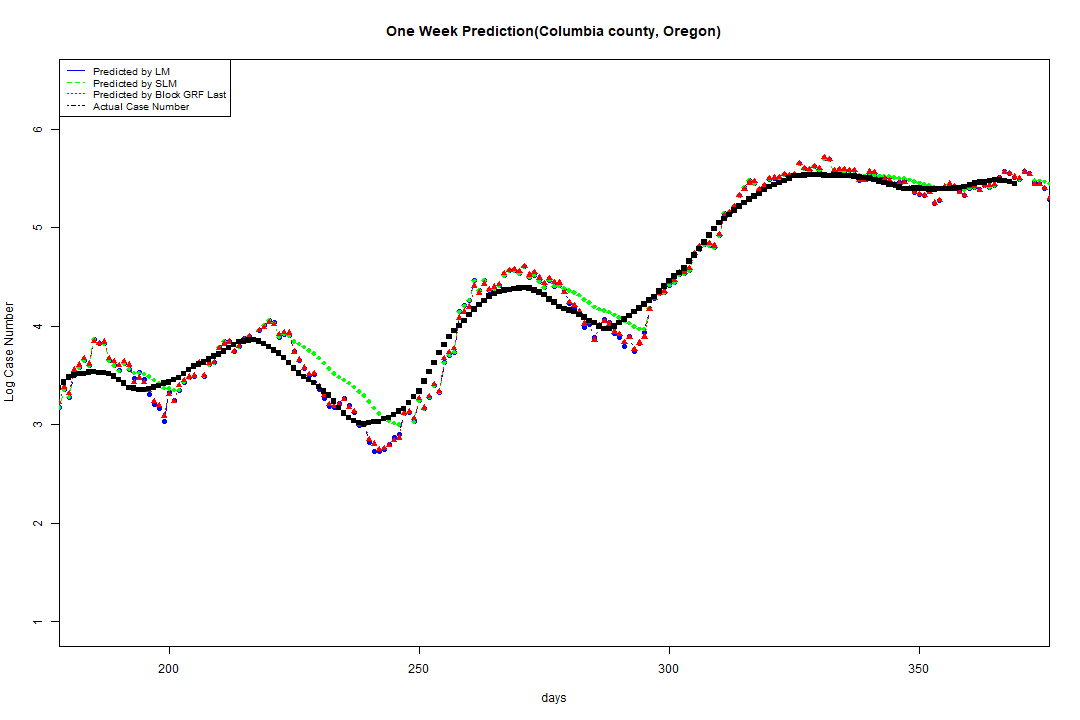 One Week Prediction(Columbia county, Oregon)
Predicted by LM
Predicted by SLM
Predicted by Block GRF Last
Actual Case Number
6
5
4
3
2
1
Log Case Number
200 250 300 350
days